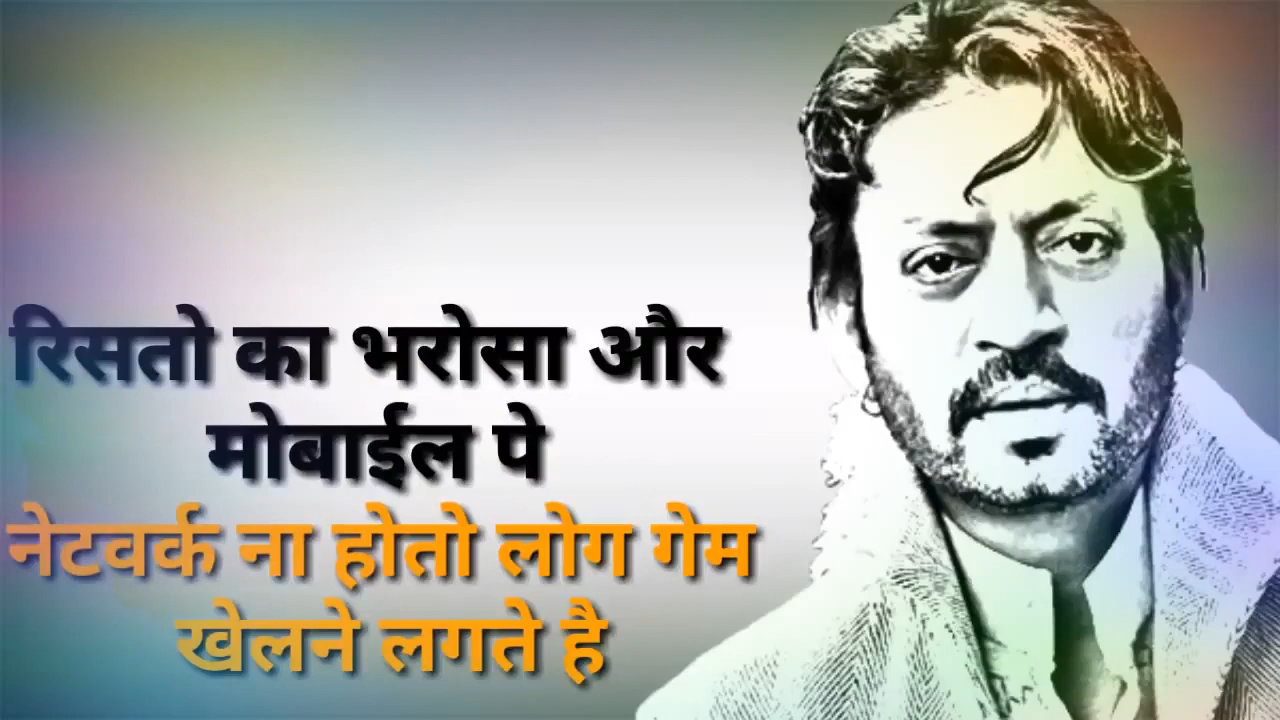 रिसतो का भरोसा और
मोबाईल पे
नेटवर्क ना होतो लोग गेम
खेलने लगते है